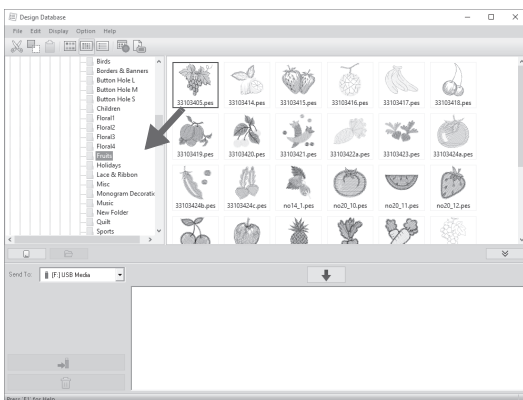 Design Database
File Edit Display Option Help
Birds
Borders & Banners
Button Hole L
Button Hole M
Button Hole S
Children
Floral1
Floral2
Floral3
Floral4
Fruits
Holidays
Lace & Ribbon
Misc
Monogram Decoratic
Music
New Folder
Quilt
Sports
33103405.pes 33103414.pes 33103415.pes 33103416.pes 33103417.pes 33103418.pes
33103419.pes 33103420.pes 33103421.pes 33103422a.pes 33103423.pes 33103424a.pes
33103424b.pes 33103424c.pes no14_1.pes no20_10.pes no20_11.pes no20_12.pes
Send To: [F:] USB Media
Press 'F1' for Help